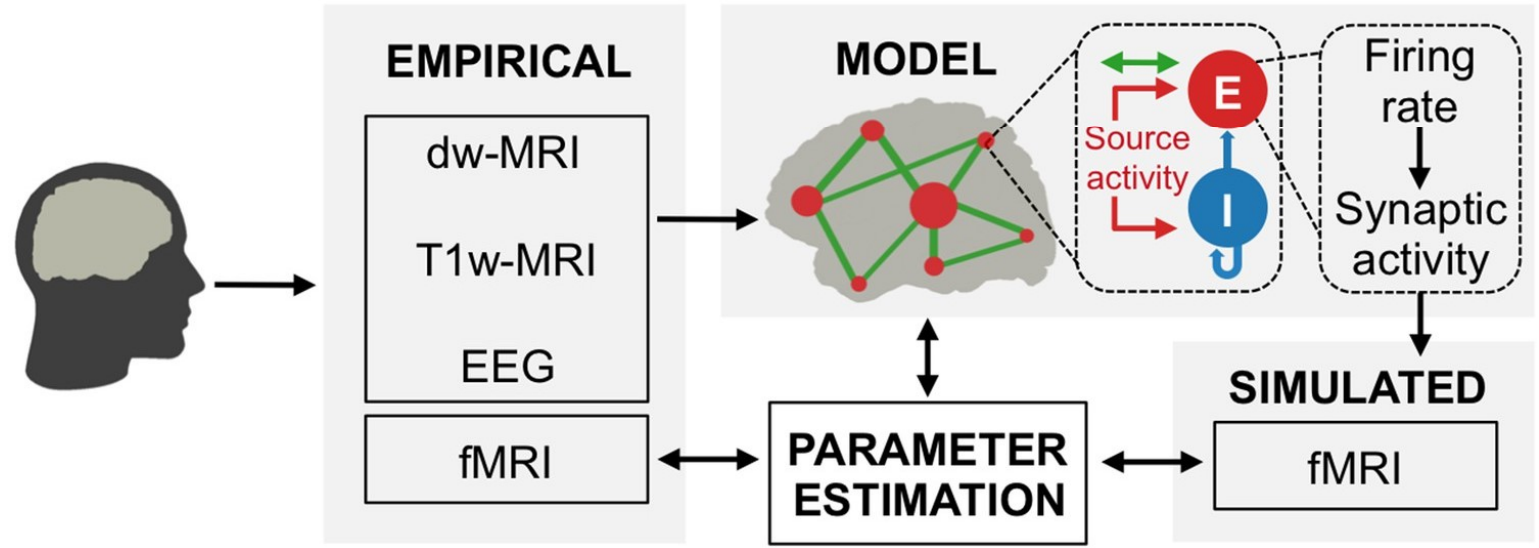 EMPIRICAL
dw-MRI
T1w-MRI
EEG
fMRI
MODEL
E
Source
activity
I
Firing
rate
Synaptic
activity
PARAMETER
ESTIMATION
SIMULATED
fMRI